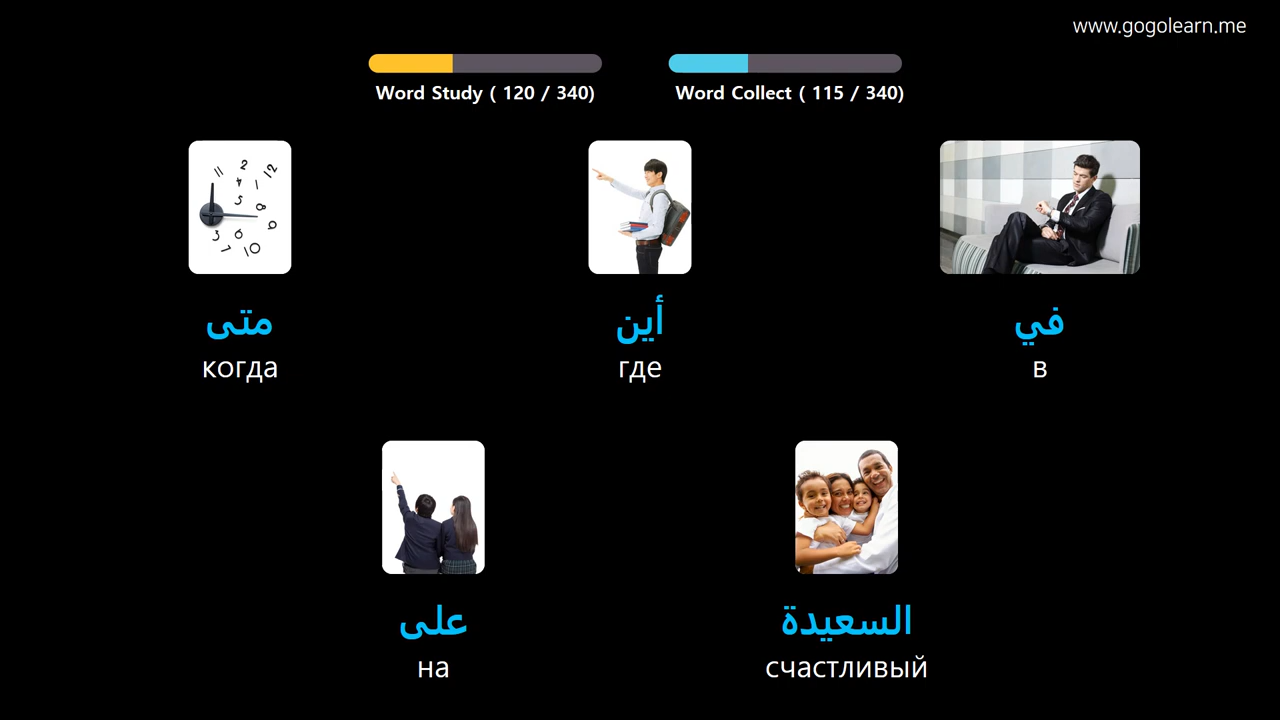 www.gogolearn.me
Word Study ( 120 / 340)
Word Collect ( 115 / 340)
متى
когда
أين
где
في
в
على
на
السعيدة
счастливый